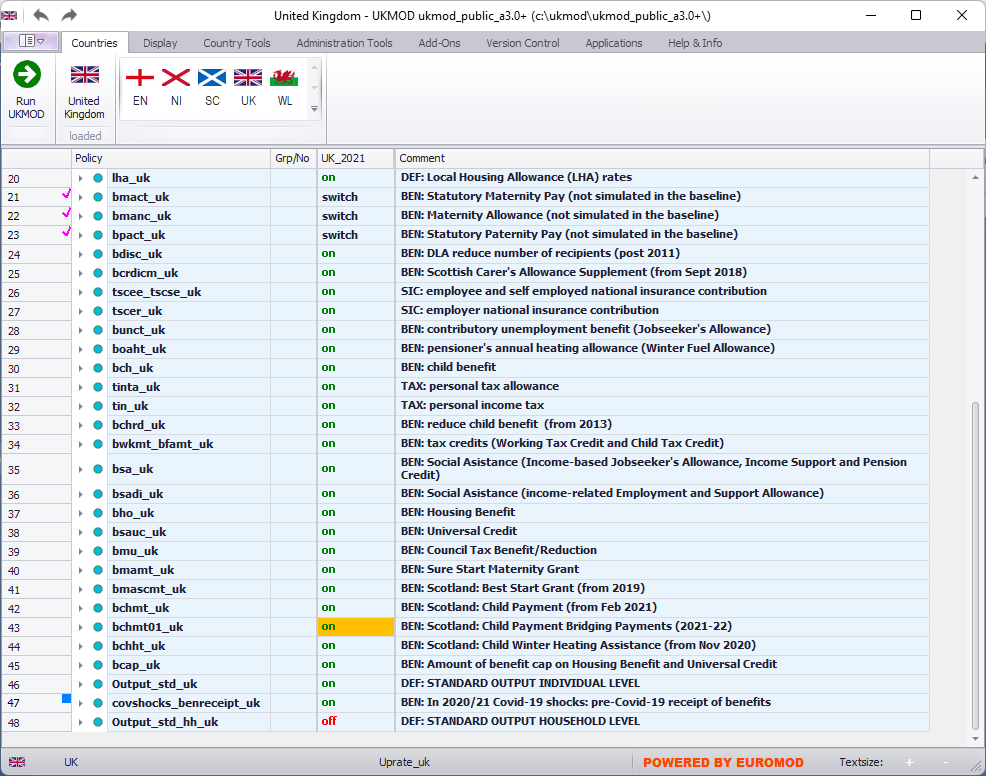 United Kingdom - UKMOD ukmod_public_a3.0+ (c:\ukmod\ukmod_public_a3.0+\)
Countries Display Country Tools Administration Tools Add-Ons Version Control Applications Help & Info
Run UKMOD
United Kingdom
loaded
EN NI SC UK WL
Policy Grp/No UK_2021 Comment
20 lha_uk on DEF: Local Housing Allowance (LHA) rates
21 bmact_uk switch BEN: Statutory Maternity Pay (not simulated in the baseline)
22 bmanc_uk switch BEN: Maternity Allowance (not simulated in the baseline)
23 bpact_uk switch BEN: Statutory Paternity Pay (not simulated in the baseline)
24 bdisc_uk on BEN: DLA reduce number of recipients (post 2011)
25 bcrdicm_uk on BEN: Scottish Carer's Allowance Supplement (from Sept 2018)
26 tscee_tscse_uk on SIC: employee and self employed national insurance contribution
27 tscer_uk on SIC: employer national insurance contribution
28 bunct_uk on BEN: contributory unemployment benefit (Jobseeker's Allowance)
29 boaht_uk on BEN: pensioner's annual heating allowance (Winter Fuel Allowance)
30 bch_uk on BEN: child benefit
31 tinta_uk on TAX: personal tax allowance
32 tin_uk on TAX: personal income tax
33 bchrd_uk on BEN: reduce child benefit (from 2013)
34 bwkmt_bfamt_uk on BEN: tax credits (Working Tax Credit and Child Tax Credit)
35 bsa_uk on BEN: Social Asistance (Income-based Jobseeker's Allowance, Income Support and Pension
Credit)
36 bsadi_uk on BEN: Social Asistance (income-related Employment and Support Allowance)
37 bho_uk on BEN: Housing Benefit
38 bsauc_uk on BEN: Universal Credit
39 bmu_uk on BEN: Council Tax Benefit/Reduction
40 bmamt_uk on BEN: Sure Start Maternity Grant
41 bmascmt_uk on BEN: Scotland: Best Start Grant (from 2019)
42 bchmt_uk on BEN: Scotland: Child Payment (from Feb 2021)
43 bchmt01_uk on BEN: Scotland: Child Payment Bridging Payments (2021-22)
44 bchht_uk on BEN: Scotland: Child Winter Heating Assistance (from Nov 2020)
45 bcap_uk on BEN: Amount of benefit cap on Housing Benefit and Universal Credit
46 Output_std_uk on DEF: STANDARD OUTPUT INDIVIDUAL LEVEL
47 covshocks_benreceipt_uk on BEN: In 2020/21 Covid-19 shocks: pre-Covid-19 receipt of benefits
48 Output_std_hh_uk off DEF: STANDARD OUTPUT HOUSEHOLD LEVEL
UK Uprate_uk POWERED BY EUROMOD Textsize: + -